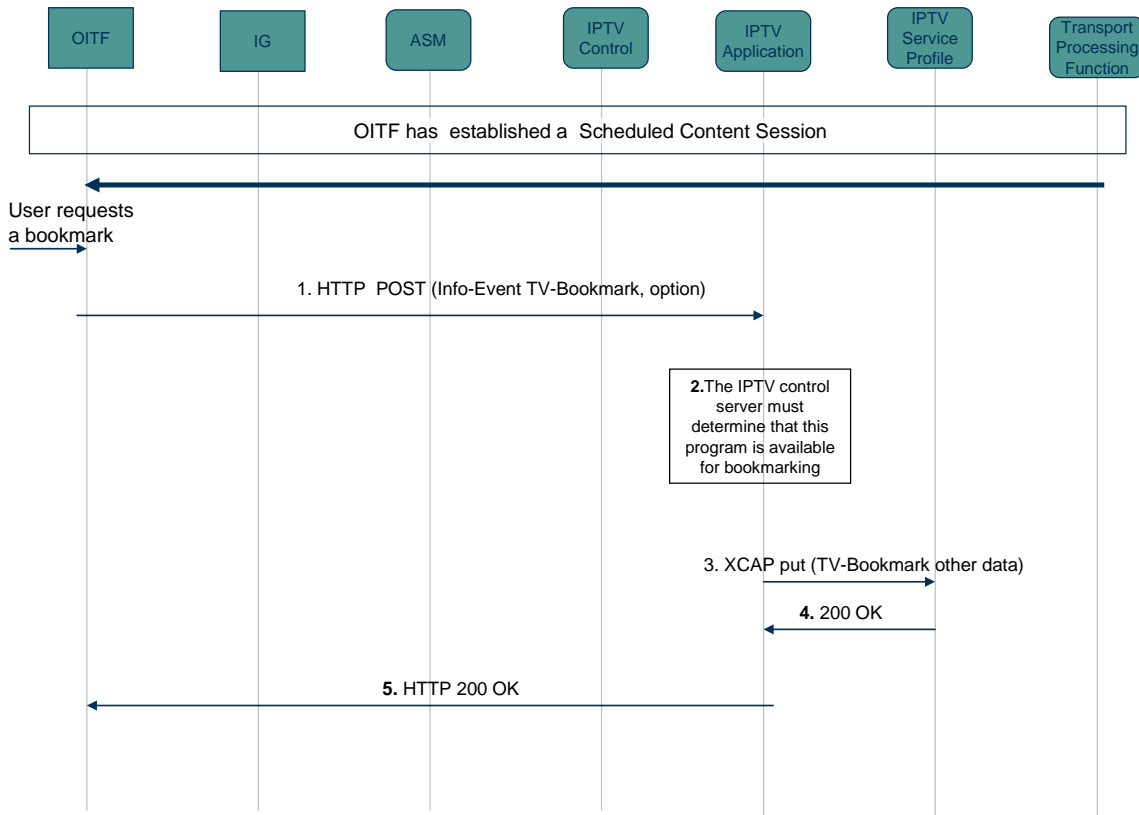 OITF
IG
ASM
IPTV
Control
IPTV
Application
IPTV
Service
Profile
Transport
Processing
Function
OITF has established a Scheduled Content Session
User requests
a bookmark
1. HTTP POST (Info-Event TV-Bookmark, option)
2.The IPTV control
server must
determine that this
program is available
for bookmarking
3. XCAP put (TV-Bookmark other data)
4. 200 OK
5. HTTP 200 OK